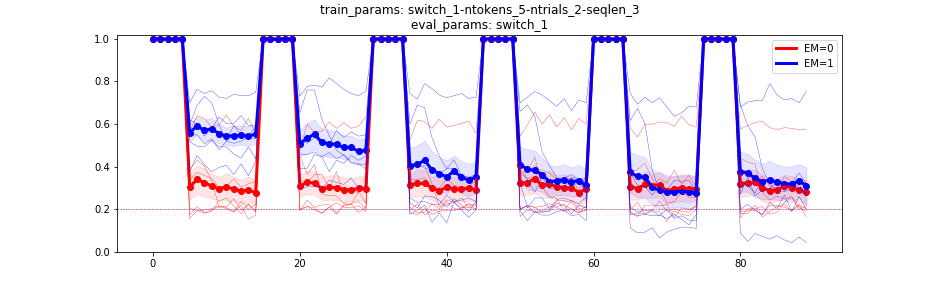 train_params: switch_1-ntokens_5-ntrials_2-seqlen_3
eval_params: switch_1
1.0
0.8
0.6
0.4
0.2
0.0
0
20
40
60
80
EM=0
EM=1